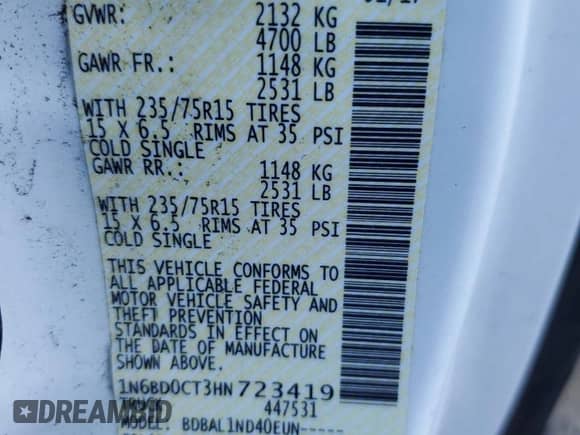 GVWR: 2132 KG
4700 LB
GAWR FR.: 1148 KG
2531 LB
WITH 235/75R15 TIRES
15 X 6.5 RIMS AT 35 PSI
COLD SINGLE
GAWR RR.: 1148 KG
2531 LB
WITH 235/75R15 TIRES
15 X 6.5 RIMS AT 35 PSI
COLD SINGLE
THIS VEHICLE CONFORMS TO
ALL APPLICABLE FEDERAL
MOTOR VEHICLE SAFETY AND
THEFT PREVENTION
STANDARDS IN EFFECT ON
THE DATE OF MANUFACTURE
SHOWN ABOVE.
1N6BD0CT3HN723419
TRUCK 447531
MODEL: BDBAL1ND40EUN-----
DREAMBID